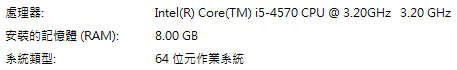 處理器: Intel(R) Core(TM) i5-4570 CPU @ 3.20GHz 3.20 GHz
安裝的記憶體 (RAM): 8.00 GB
系統類型: 64 位元作業系統